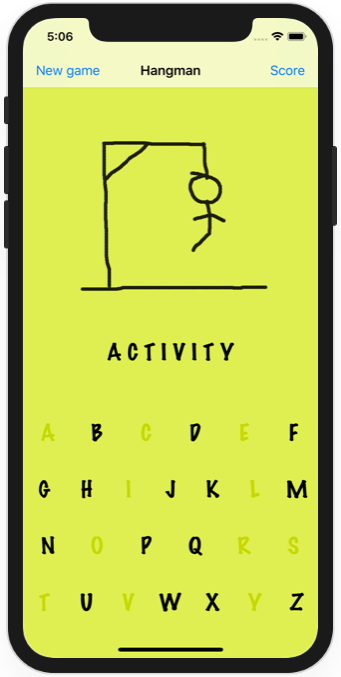 5:06
New game Hangman Score
ACTIVITY
A B C D E F
G H I J K L M
N O P Q R S
T U V W X Y Z